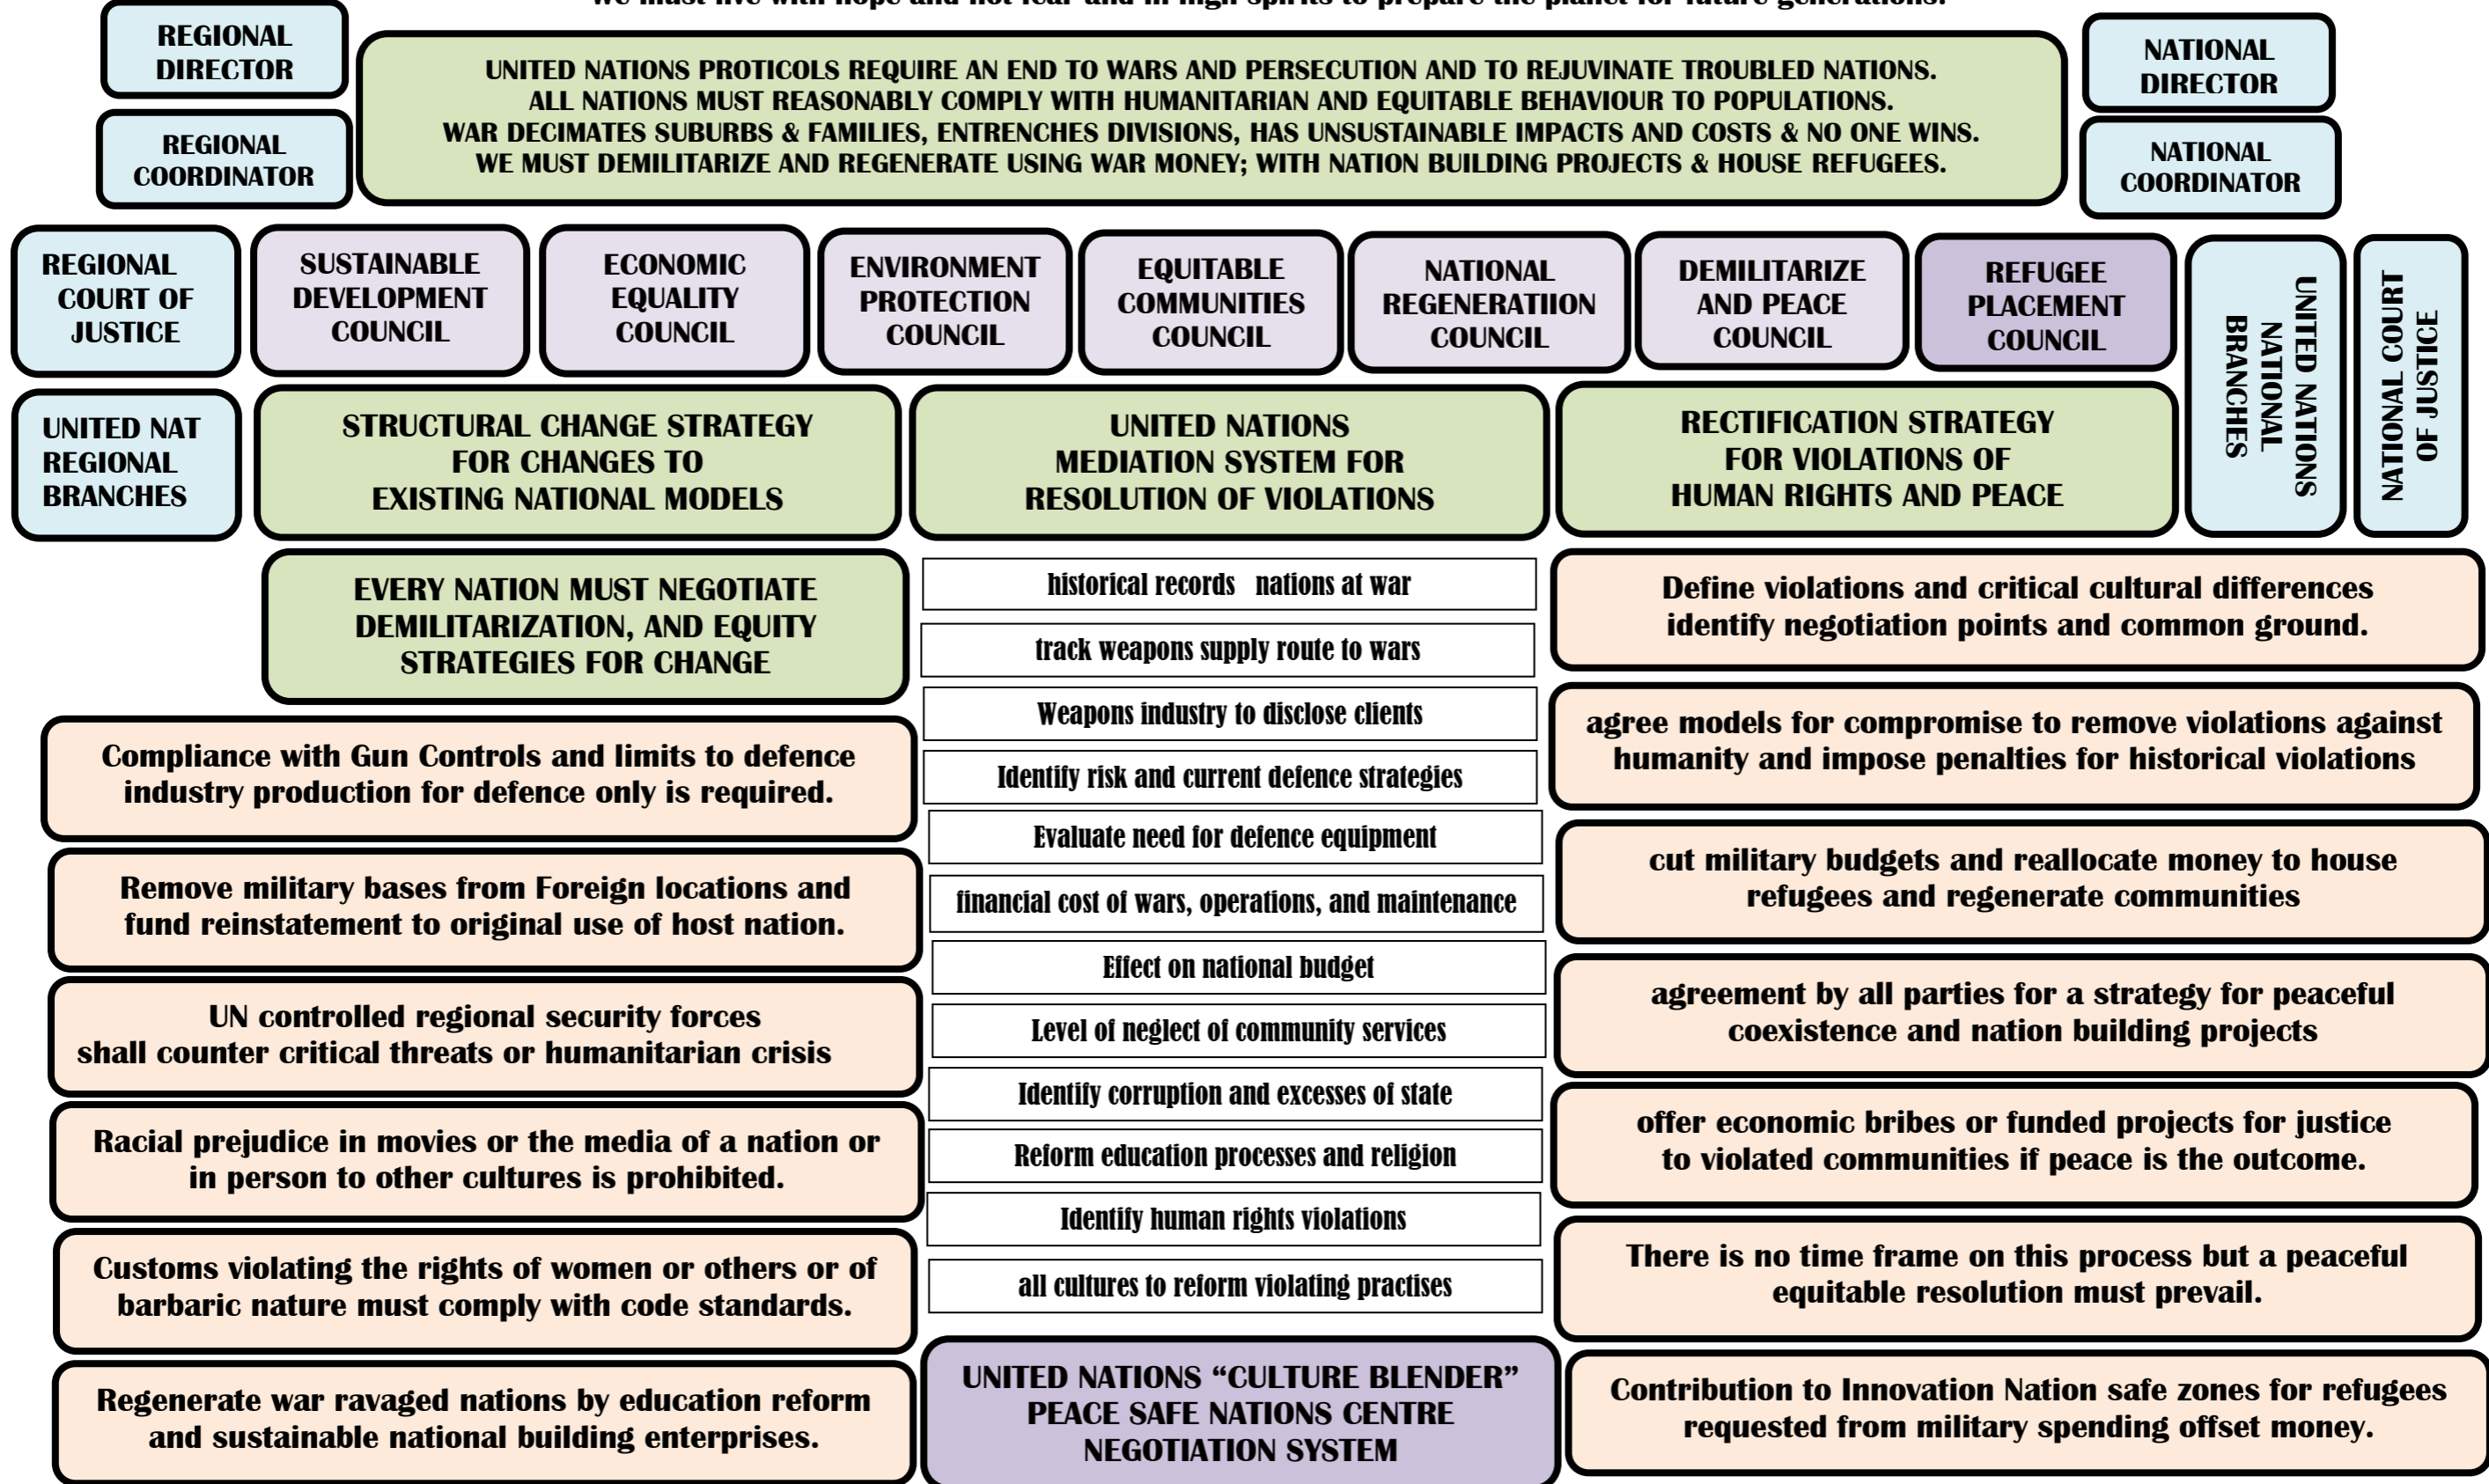 we must live with hope and not fear and in high spirits to prepare the planet for future generations.
REGIONAL
DIRECTOR
UNITED NATIONS PROTICOLS REQUIRE AN END TO WARS AND PERSECUTION AND TO REJUVINATE TROUBLED NATIONS.
ALL NATIONS MUST REASONABLY COMPLY WITH HUMANITARIAN AND EQUITABLE BEHAVIOUR TO POPULATIONS.
WAR DECIMATES SUBURBS & FAMILIES, ENTRENCHES DIVISIONS, HAS UNSUSTAINABLE IMPACTS AND COSTS & NO ONE WINS.
WE MUST DEMILITARIZE AND REGENERATE USING WAR MONEY; WITH NATION BUILDING PROJECTS & HOUSE REFUGEES.
NATIONAL
DIRECTOR
REGIONAL
COORDINATOR
NATIONAL
COORDINATOR
REGIONAL
COURT OF
JUSTICE
SUSTAINABLE
DEVELOPMENT
COUNCIL
ECONOMIC
EQUALITY
COUNCIL
ENVIRONMENT
PROTECTION
COUNCIL
EQUITABLE
COMMUNITIES
COUNCIL
NATIONAL
REGENERATIION
COUNCIL
DEMILITARIZE
AND PEACE
COUNCIL
REFUGEE
PLACEMENT
COUNCIL
UNITED NATIONS
NATIONAL
BRANCHES
NATIONAL COURT
OF JUSTICE
UNITED NAT
REGIONAL
BRANCHES
STRUCTURAL CHANGE STRATEGY
FOR CHANGES TO
EXISTING NATIONAL MODELS
UNITED NATIONS
MEDIATION SYSTEM FOR
RESOLUTION OF VIOLATIONS
RECTIFICATION STRATEGY
FOR VIOLATIONS OF
HUMAN RIGHTS AND PEACE
EVERY NATION MUST NEGOTIATE
DEMILITARIZATION, AND EQUITY
STRATEGIES FOR CHANGE
Compliance with Gun Controls and limits to defence
industry production for defence only is required.
Remove military bases from Foreign locations and
fund reinstatement to original use of host nation.
UN controlled regional security forces
shall counter critical threats or humanitarian crisis
Racial prejudice in movies or the media of a nation or
in person to other cultures is prohibited.
Customs violating the rights of women or others or of
barbaric nature must comply with code standards.
Regenerate war ravaged nations by education reform
and sustainable national building enterprises.
historical records nations at war
track weapons supply route to wars
Weapons industry to disclose clients
Identify risk and current defence strategies
Evaluate need for defence equipment
financial cost of wars, operations, and maintenance
Effect on national budget
Level of neglect of community services
Identify corruption and excesses of state
Reform education processes and religion
Identify human rights violations
all cultures to reform violating practises
UNITED NATIONS “CULTURE BLENDER”
PEACE SAFE NATIONS CENTRE
NEGOTIATION SYSTEM
Define violations and critical cultural differences
identify negotiation points and common ground.
agree models for compromise to remove violations against
humanity and impose penalties for historical violations
cut military budgets and reallocate money to house
refugees and regenerate communities
agreement by all parties for a strategy for peaceful
coexistence and nation building projects
offer economic bribes or funded projects for justice
to violated communities if peace is the outcome.
There is no time frame on this process but a peaceful
equitable resolution must prevail.
Contribution to Innovation Nation safe zones for refugees
requested from military spending offset money.